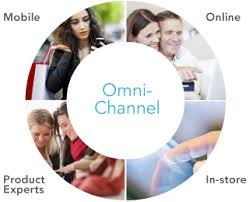 Mobile
Online
Omni-
Channel
Product
Experts
In-store